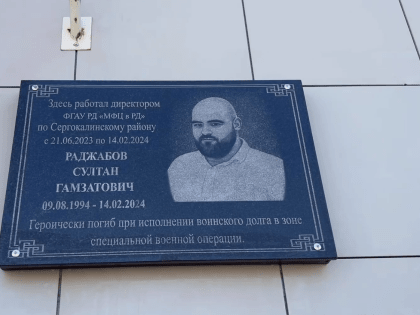 Здесь работал директором
ФГАУ РД «МФЦ в РД»
по Сергокалинскому району
с 21.06.2023 по 14.02.2024
РАДЖАБОВ
СУЛТАН
ГАМЗАТОВИЧ
09.08.1994 - 14.02.2024
Героически погиб при исполнении воинского долга в зоне
специальной военной операции.